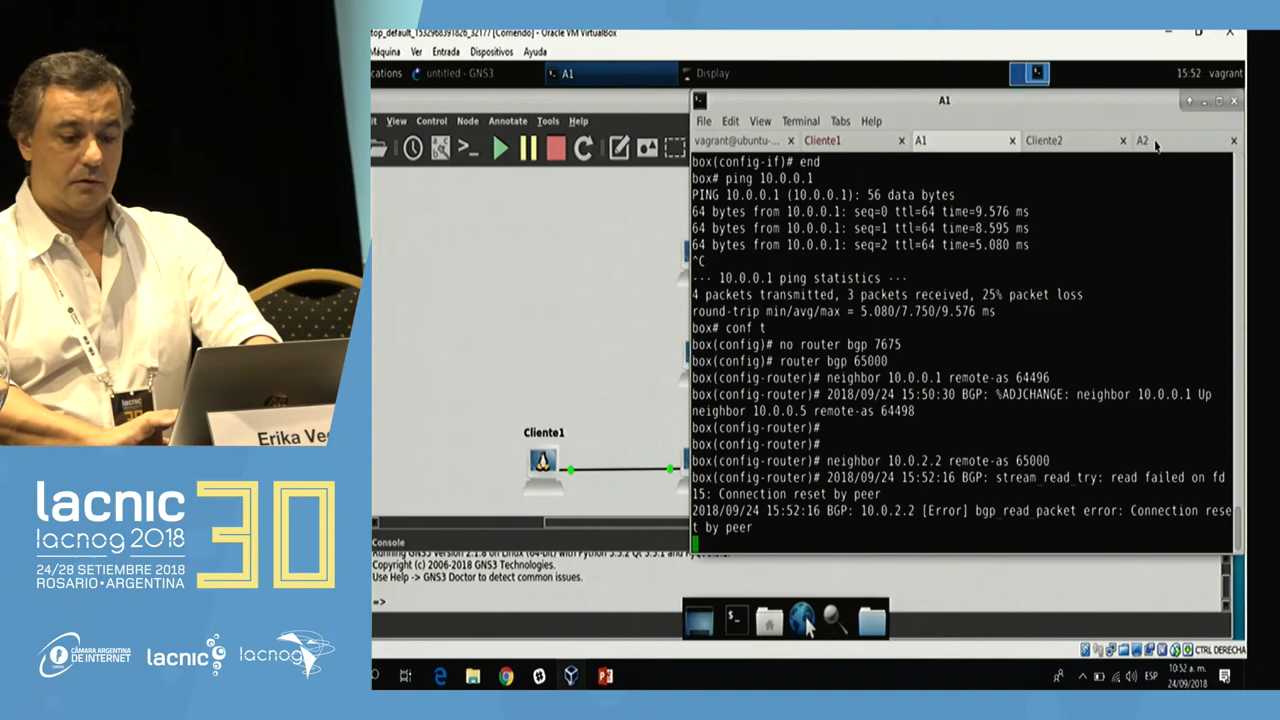 top_default_1532968391826_32177 [Corriendo] - Oracle VM VirtualBox
Máquina Ver Entrada Dispositivos Ayuda
cations untitled - GNS3 A1 Display 15:52 vagrant
A1
it View Control Node Annotate Tools Help
File Edit View Terminal Tabs Help
vagrant@ubuntu-... Cliente1 A1 Cliente2 A2
box(config-if)# end
box# ping 10.0.0.1
PING 10.0.0.1 (10.0.0.1): 56 data bytes
64 bytes from 10.0.0.1: seq=0 ttl=64 time=9.576 ms
64 bytes from 10.0.0.1: seq=1 ttl=64 time=8.595 ms
64 bytes from 10.0.0.1: seq=2 ttl=64 time=5.080 ms
^C
--- 10.0.0.1 ping statistics ---
4 packets transmitted, 3 packets received, 25% packet loss
round-trip min/avg/max = 5.080/7.750/9.576 ms
box# conf t
box(config)# no router bgp 7675
box(config)# router bgp 65000
box(config-router)# neighbor 10.0.0.1 remote-as 64496
box(config-router)# 2018/09/24 15:50:30 BGP: %ADJCHANGE: neighbor 10.0.0.1 Up
neighbor 10.0.0.5 remote-as 64498
box(config-router)#
box(config-router)#
box(config-router)# neighbor 10.0.2.2 remote-as 65000
box(config-router)# 2018/09/24 15:52:16 BGP: stream_read_try: read failed on fd
15: Connection reset by peer
2018/09/24 15:52:16 BGP: 10.0.2.2 [Error] bgp_read_packet error: Connection rese
t by peer
Cliente1
Console
Copyright (c) 2006-2018 GNS3 Technologies.
Use Help -> GNS3 Doctor to detect common issues.
=>
CTRL DERECHA
ESP
10:52 a. m.
24/09/2018
LACNIC
30
Erika Ve
lacnic 30
lacnog 2018
24/28 SETIEMBRE 2018
ROSARIO•ARGENTINA
CÁMARA ARGENTINA
DE INTERNET
lacnic
lacnog